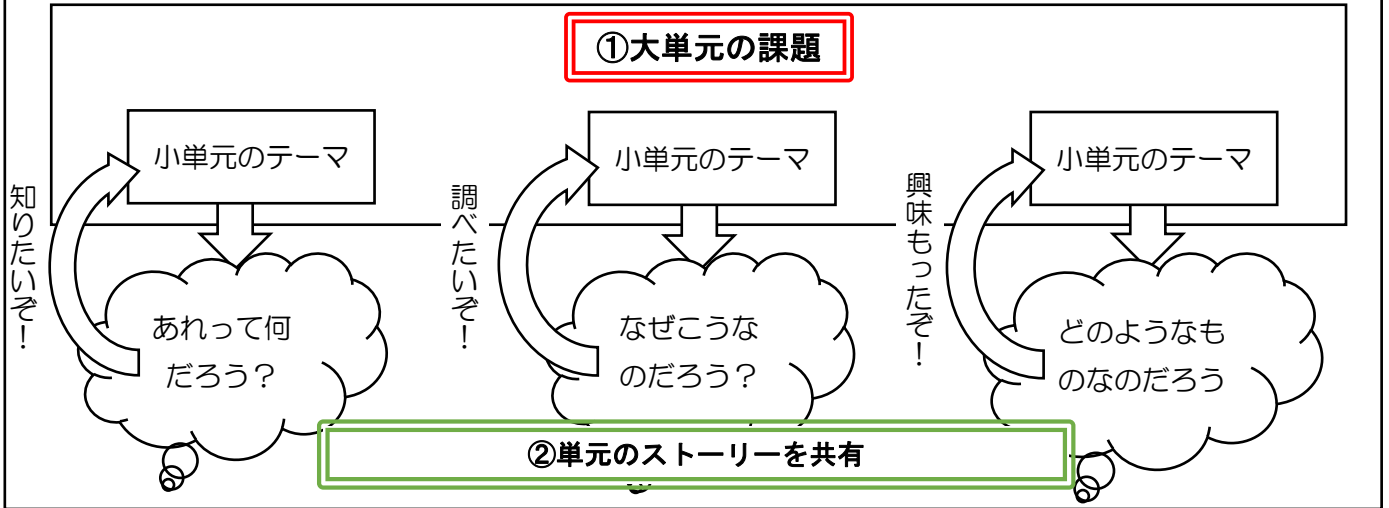 ①大単元の課題
小単元のテーマ
小単元のテーマ
小単元のテーマ
知りたいぞ！
調べたいぞ！
興味もったぞ！
あれって何
だろう？
なぜこうな
のだろう？
どのようなも
のなのだろう
②単元のストーリーを共有